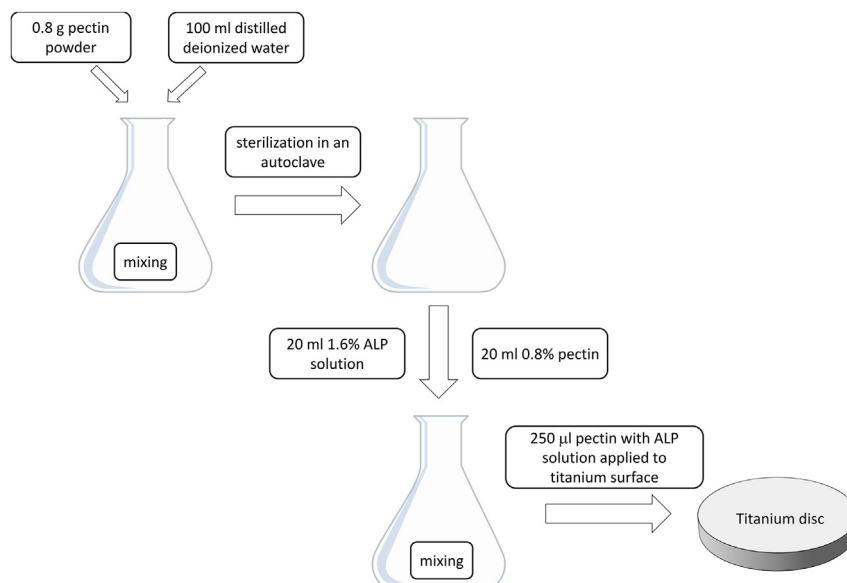 0.8 g pectin
powder
100 ml distilled
deionized water
sterilization in an
autoclave
mixing
20 ml 1.6% ALP
solution
20 ml 0.8% pectin
250 µl pectin with ALP
solution applied to
titanium surface
Titanium disc
mixing